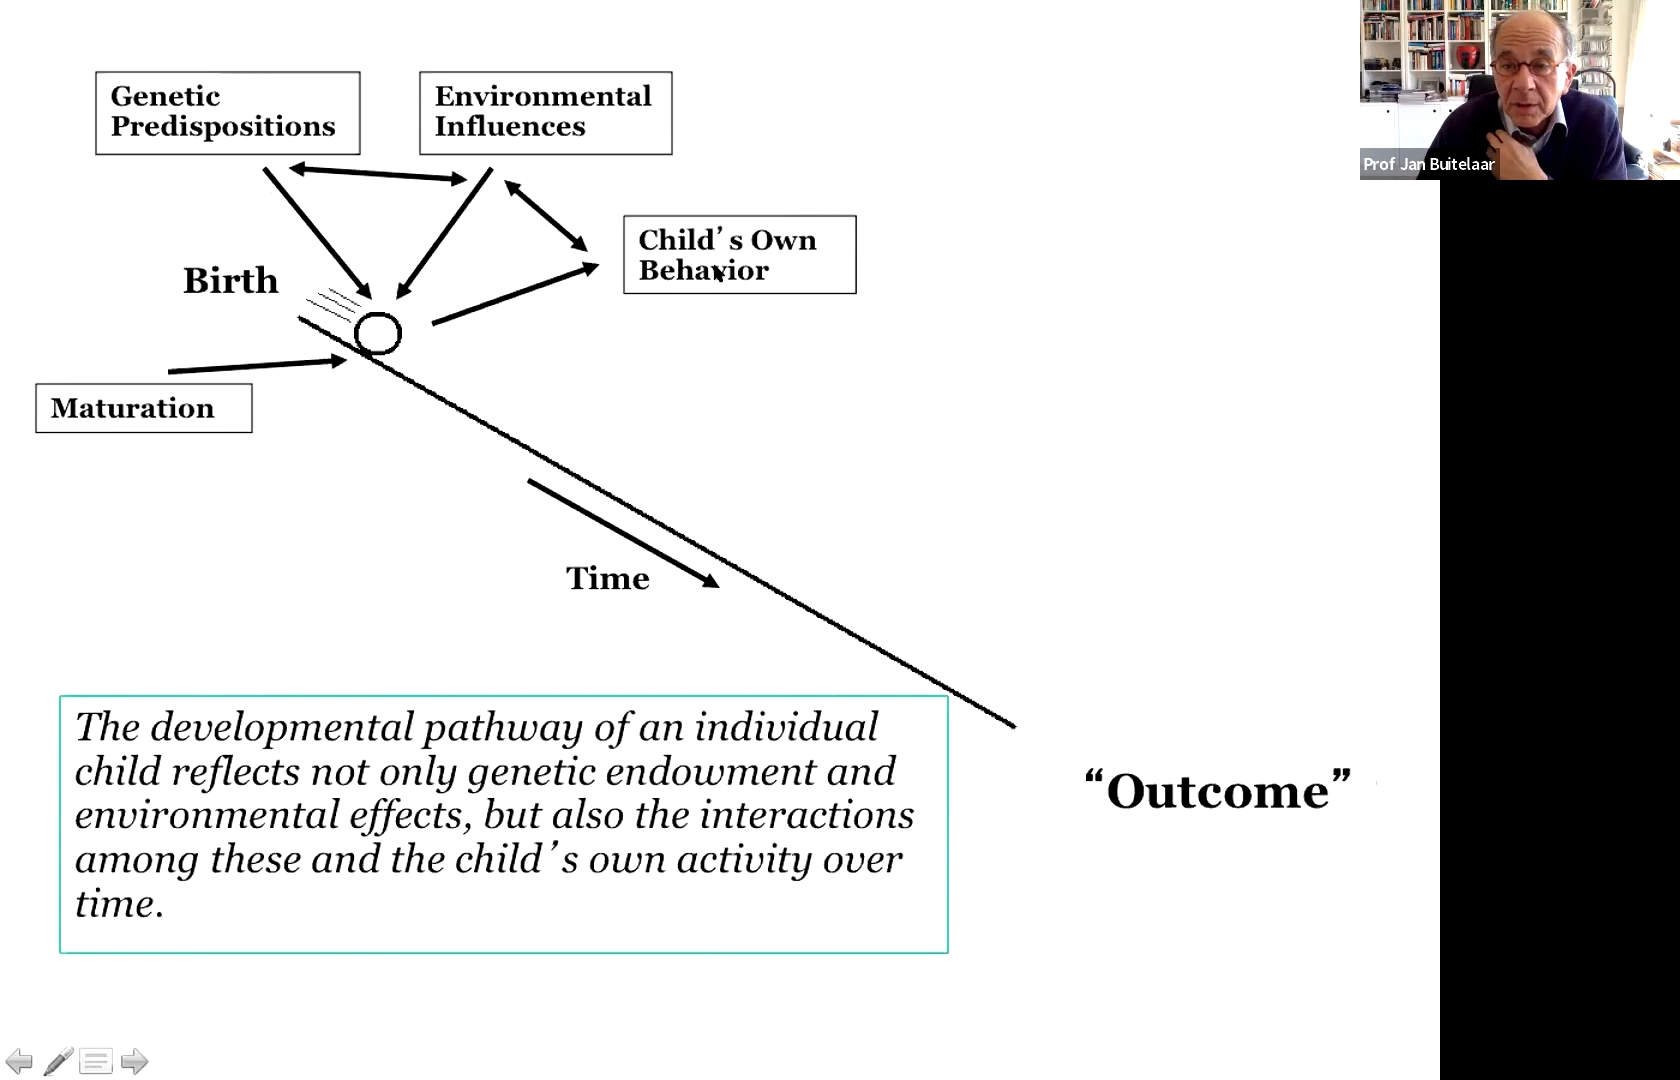 Genetic
Predispositions
Environmental
Influences
Prof Jan Buitelaar
Child’s Own
Behavior
Birth
Maturation
Time
The developmental pathway of an individual
child reflects not only genetic endowment and
environmental effects, but also the interactions
among these and the child’s own activity over
time.
“Outcome”